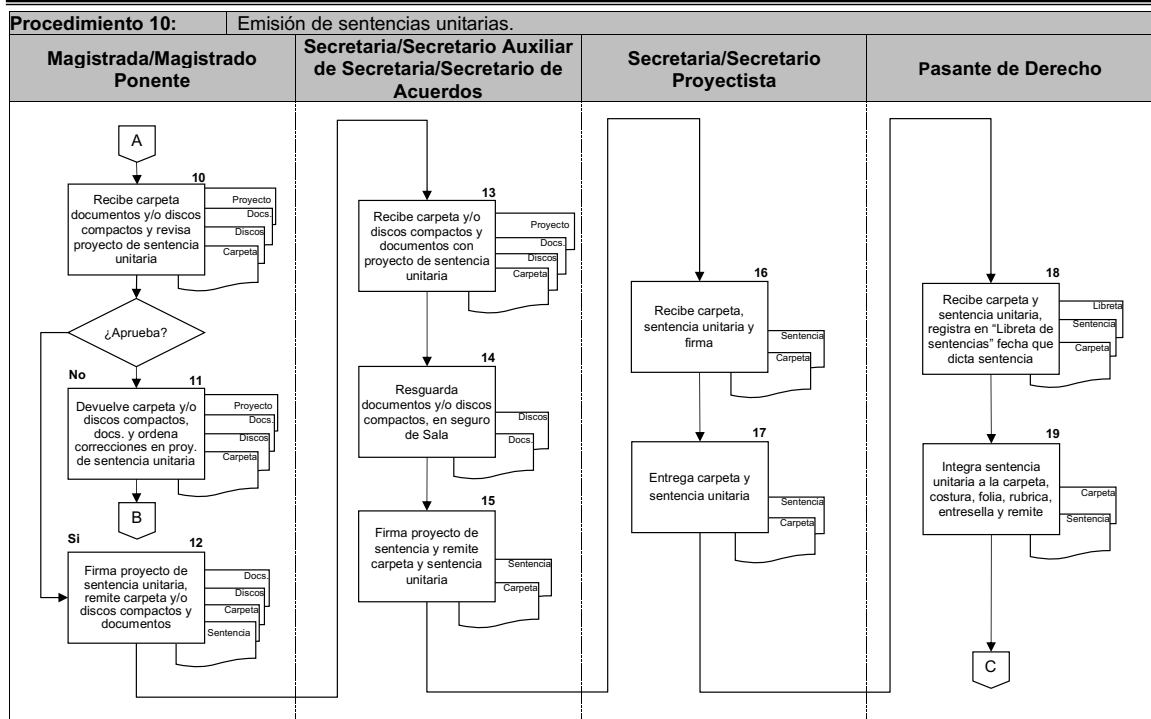 Procedimiento 10: Emisión de sentencias unitarias.
Magistrada/Magistrado
Ponente
Secretaria/Secretario Auxiliar
de Secretaria/Secretario de
Acuerdos
Secretaria/Secretario
Proyectista
Pasante de Derecho
A
10
Recibe carpeta
documentos y/o discos
compactos y revisa
proyecto de sentencia
unitaria
Proyecto
Docs.
Discos
Carpeta
¿Aprueba?
No
11
Devuelve carpeta y/o
discos compactos,
docs. y ordena
correcciones en proy.
de sentencia unitaria
Proyecto
Docs.
Discos
Carpeta
B
Si
12
Firma proyecto de
sentencia unitaria,
remite carpeta y/o
discos compactos y
documentos
Docs.
Discos
Carpeta
Sentencia
13
Recibe carpeta y/o
discos compactos y
documentos con
proyecto de sentencia
unitaria
Proyecto
Docs.
Discos
Carpeta
14
Resguarda
documentos y/o discos
compactos, en seguro
de Sala
Discos
Docs.
15
Firma proyecto de
sentencia y remite
carpeta y sentencia
unitaria
Sentencia
Carpeta
16
Recibe carpeta,
sentencia unitaria y
firma
Sentencia
Carpeta
17
Entrega carpeta y
sentencia unitaria
Sentencia
Carpeta
18
Recibe carpeta y
sentencia unitaria,
registra en “Libreta de
sentencias” fecha que
dicta sentencia
Libreta
Sentencia
Carpeta
19
Integra sentencia
unitaria a la carpeta,
costura, folia, rubrica,
entresella y remite
Carpeta
Sentencia
C